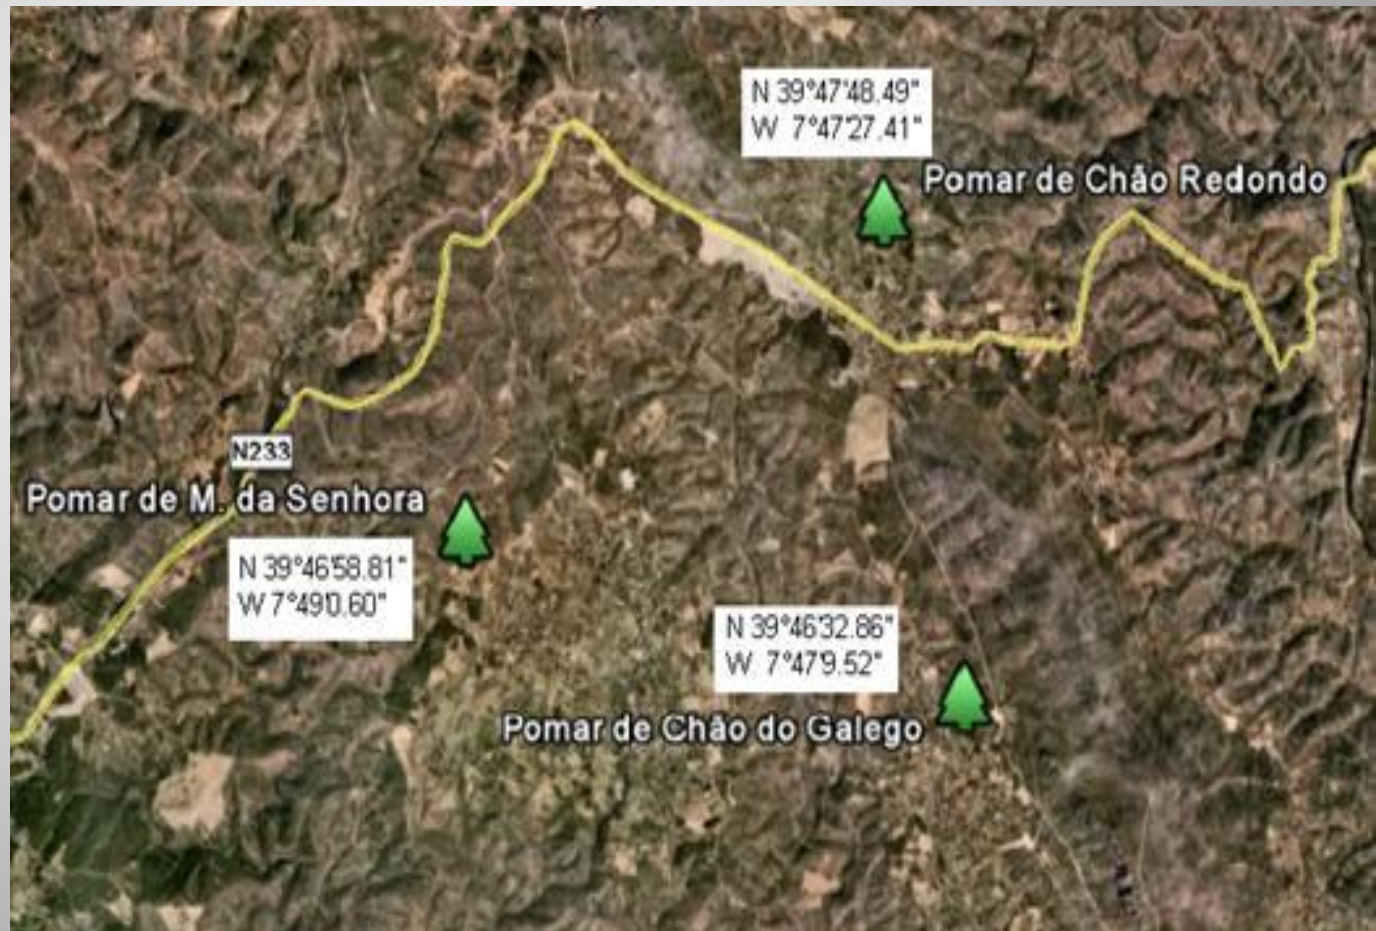 N 39°47'48.49"
W 7°47'27.41"
Pomar de Chão Redondo
N233
Pomar de M. da Senhora
N 39°46'58.81"
W 7°49'0.60"
N 39°46'32.86"
W 7°47'9.52"
Pomar de Chão do Galego